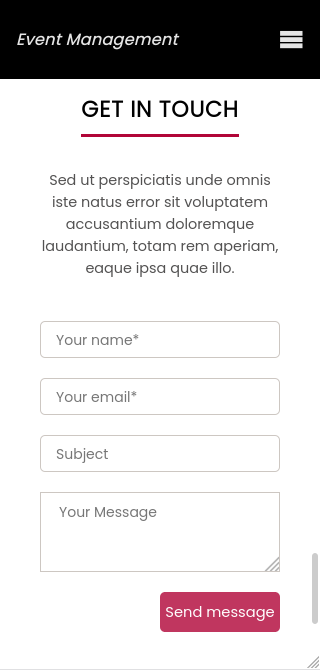 Event Management
GET IN TOUCH
Sed ut perspiciatis unde omnis
iste natus error sit voluptatem
accusantium doloremque
laudantium, totam rem aperiam,
eaque ipsa quae illo.
Your name*
Your email*
Subject
Your Message
Send message